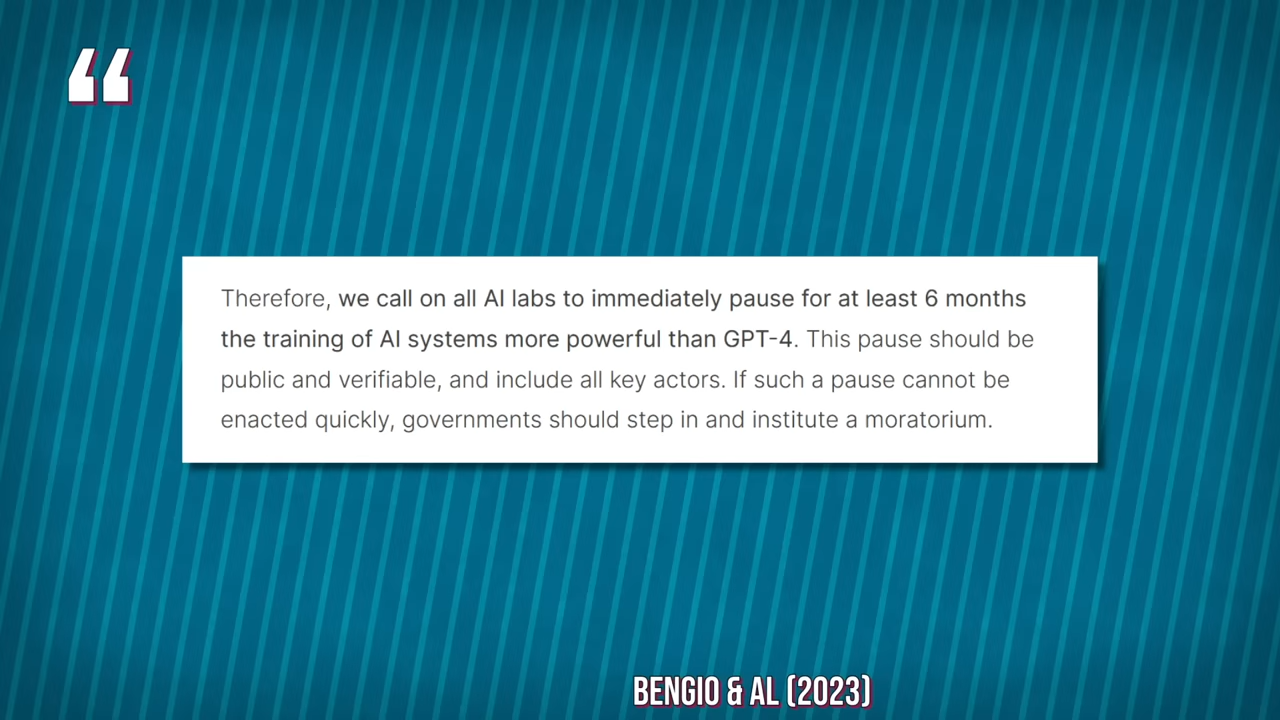 “
Therefore, we call on all AI labs to immediately pause for at least 6 months
the training of AI systems more powerful than GPT-4. This pause should be
public and verifiable, and include all key actors. If such a pause cannot be
enacted quickly, governments should step in and institute a moratorium.
BENGIO & AL (2023)